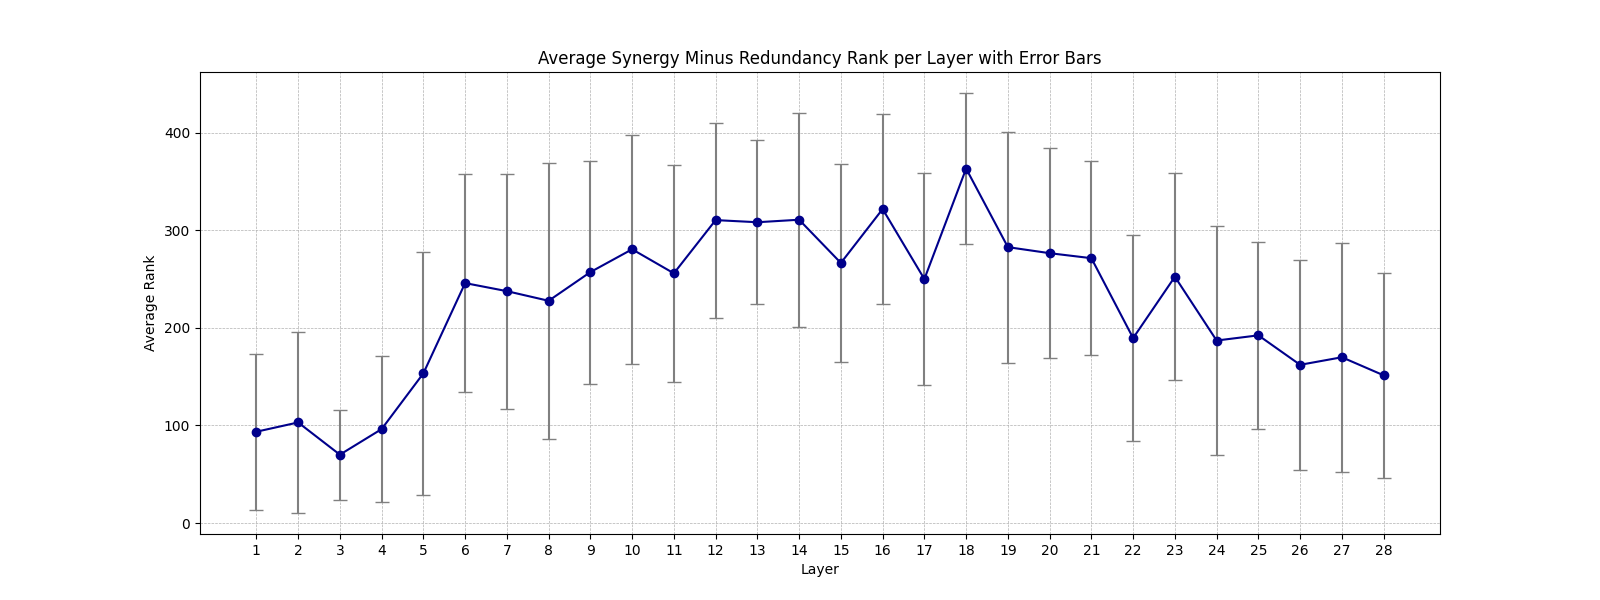 Average Synergy Minus Redundancy Rank per Layer with Error Bars
Average Rank
400
300
200
100
0
1 2 3 4 5 6 7 8 9 10 11 12 13 14 15 16 17 18 19 20 21 22 23 24 25 26 27 28
Layer